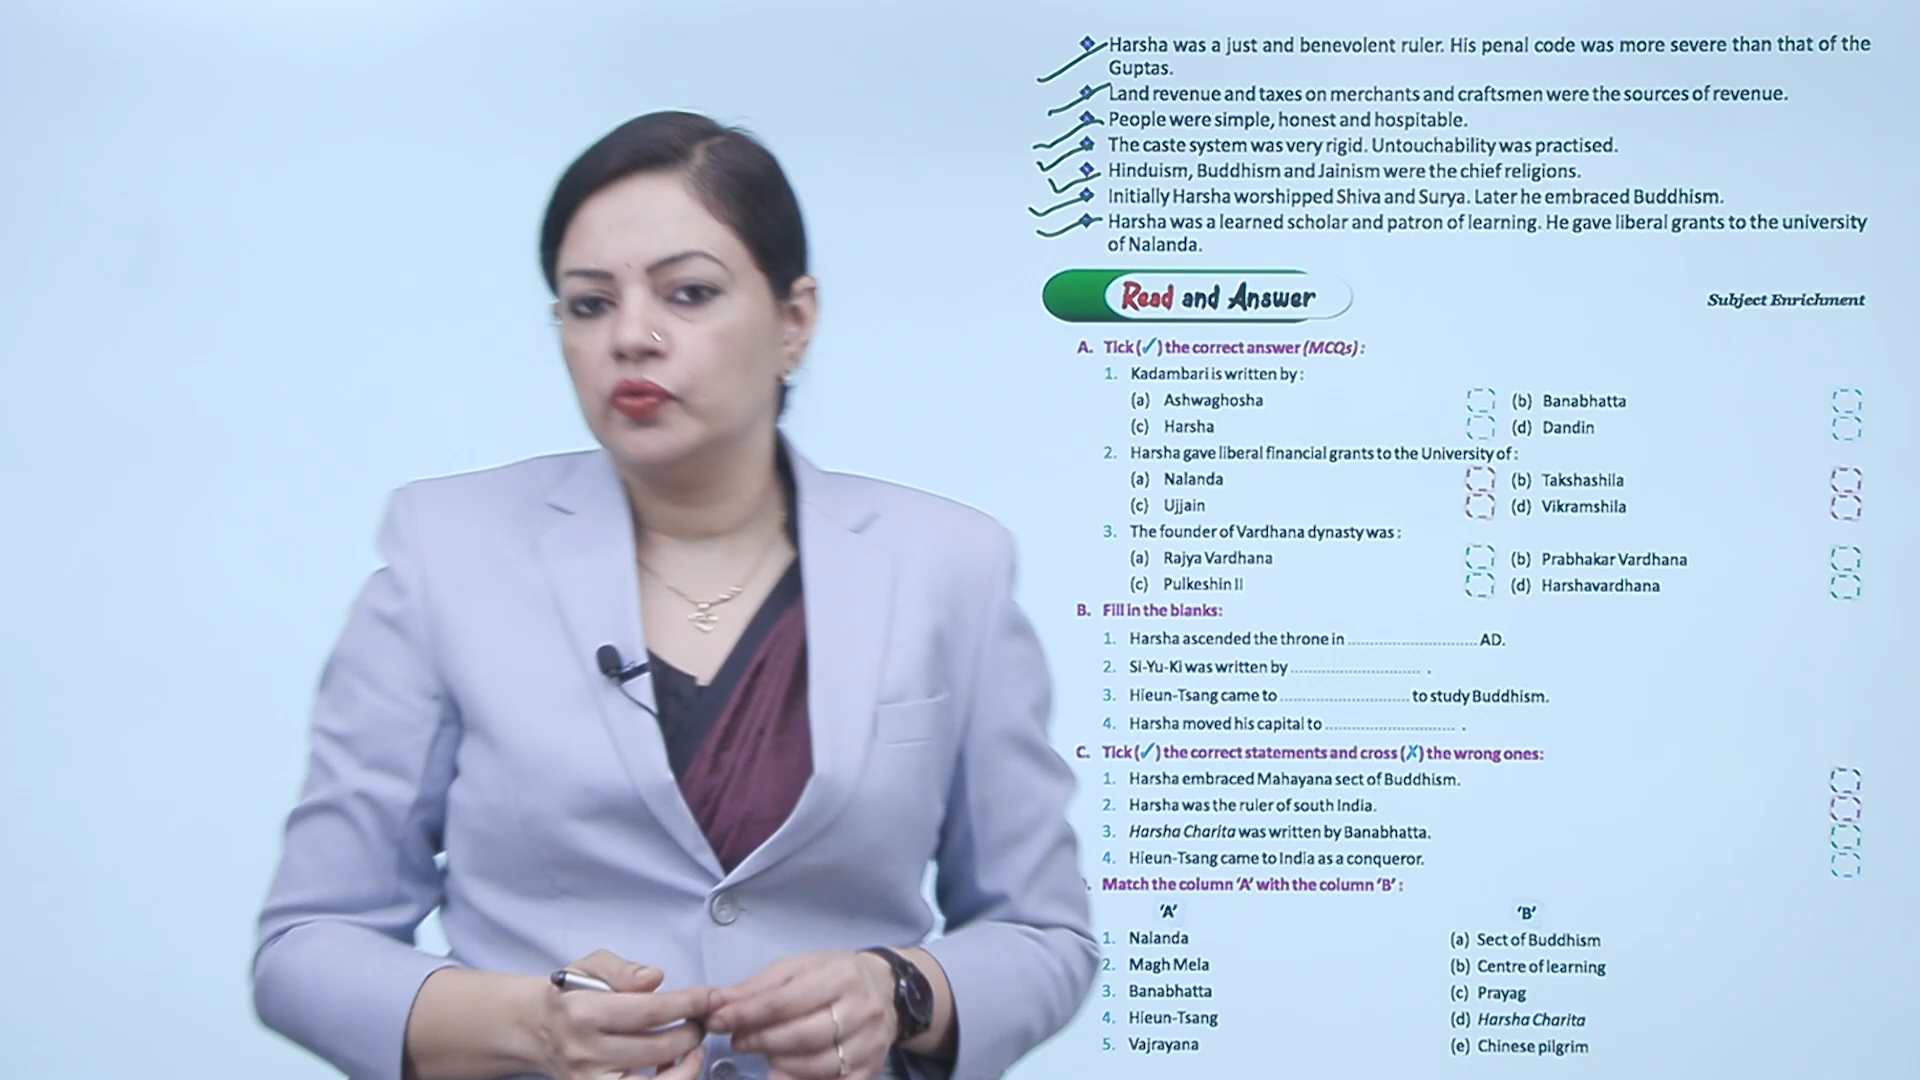 Harsha was a just and benevolent ruler. His penal code was more severe than that of the
Guptas.
Land revenue and taxes on merchants and craftsmen were the sources of revenue.
People were simple, honest and hospitable.
The caste system was very rigid. Untouchability was practised.
Hinduism, Buddhism and Jainism were the chief religions.
Initially Harsha worshipped Shiva and Surya. Later he embraced Buddhism.
Harsha was a learned scholar and patron of learning. He gave liberal grants to the university
of Nalanda.
Read and Answer
Subject Enrichment
A. Tick (✓) the correct answer (MCQs) :
1. Kadambari is written by :
(a) Ashwaghosha (b) Banabhatta
(c) Harsha (d) Dandin
2. Harsha gave liberal financial grants to the University of :
(a) Nalanda (b) Takshashila
(c) Ujjain (d) Vikramshila
3. The founder of Vardhana dynasty was :
(a) Rajya Vardhana (b) Prabhakar Vardhana
(c) Pulkeshin II (d) Harshavardhana
B. Fill in the blanks:
1. Harsha ascended the throne in .............................. AD.
2. Si-Yu-Ki was written by .............................. .
3. Hieun-Tsang came to .............................. to study Buddhism.
4. Harsha moved his capital to .............................. .
C. Tick (✓) the correct statements and cross (✗) the wrong ones:
1. Harsha embraced Mahayana sect of Buddhism.
2. Harsha was the ruler of south India.
3. Harsha Charita was written by Banabhatta.
4. Hieun-Tsang came to India as a conqueror.
Match the column ‘A’ with the column ‘B’ :
‘A’ ‘B’
1. Nalanda (a) Sect of Buddhism
2. Magh Mela (b) Centre of learning
3. Banabhatta (c) Prayag
4. Hieun-Tsang (d) Harsha Charita
5. Vajrayana (e) Chinese pilgrim